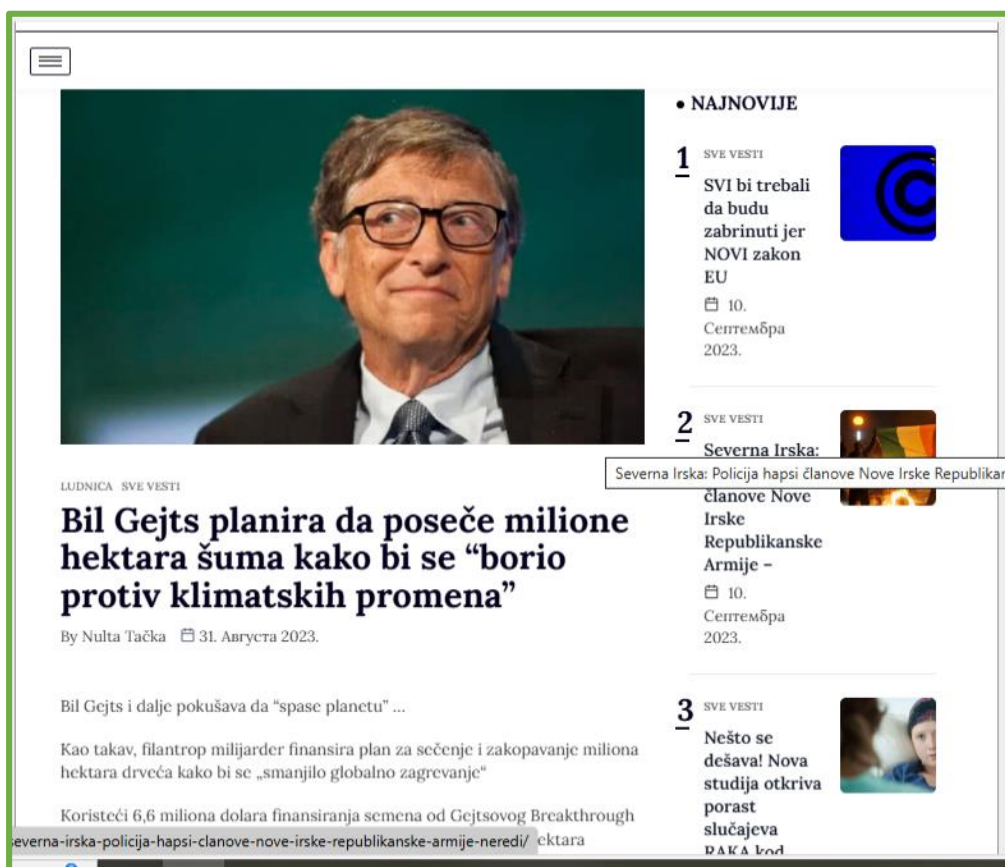 LUDNICA SVE VESTI
Bil Gejts planira da poseče milione
hektara šuma kako bi se “borio
protiv klimatskih promena”
By Nulta Tačka 31. Августа 2023.
Bil Gejts i dalje pokušava da “spase planetu” ...
Kao takav, filantrop milijarder finansira plan za sečenje i zakopavanje miliona
hektara drveća kako bi se „smanjilo globalno zagrevanje“
Koristeći 6,6 miliona dolara finansiranja semena od Gejtsovog Breakthrough
ektara
severna-irska-policija-hapsi-clanove-nove-irske-republikanske-armije-neredi/
• NAJNOVIJE
1
SVE VESTI
SVI bi trebali
da budu
zabrinuti jer
NOVI zakon
EU
10.
Септембра
2023.
2
SVE VESTI
Severna Irska:
Severna Irska: Policija hapsi članove Nove Irske Republikan
članove Nove
Irske
Republikanske
Armije –
10.
Септембра
2023.
3
SVE VESTI
Nešto se
dešava! Nova
studija otkriva
porast
slučajeva
RAKA kod